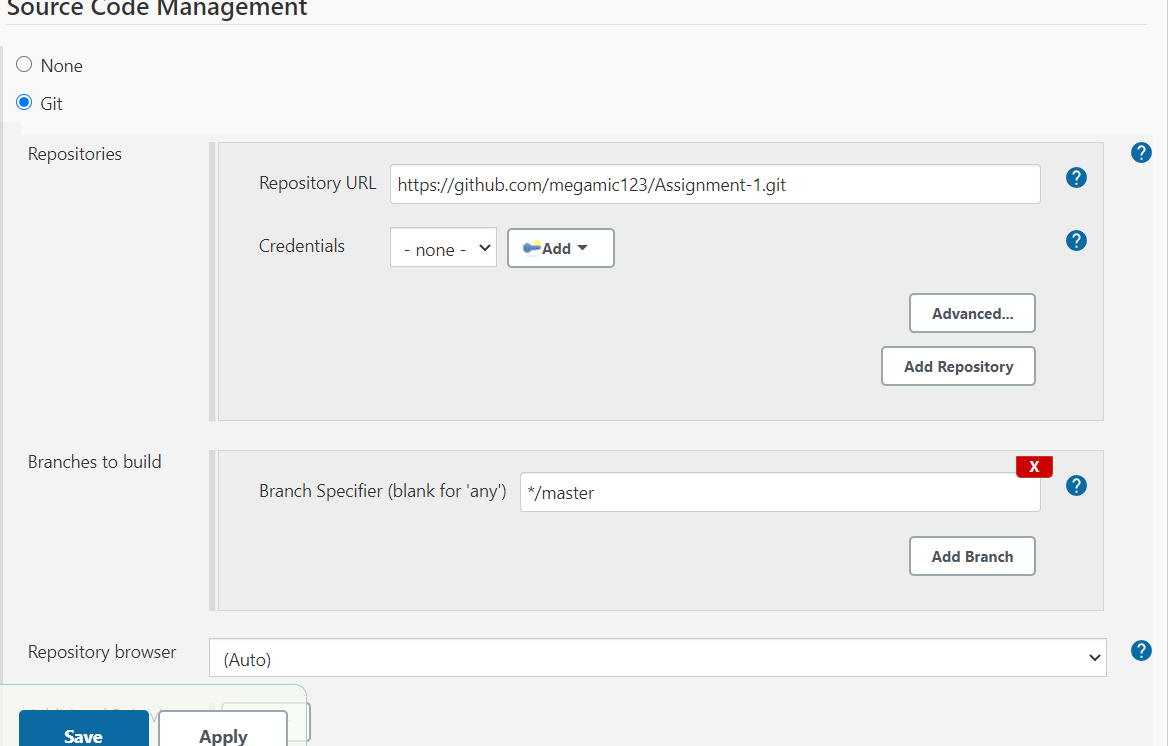 Source Code Management
None
Git
Repositories
Repository URL https://github.com/megamic123/Assignment-1.git
Credentials - none - Add
Advanced...
Add Repository
Branches to build
X
Branch Specifier (blank for 'any') */master
Add Branch
Repository browser (Auto)
Save Apply